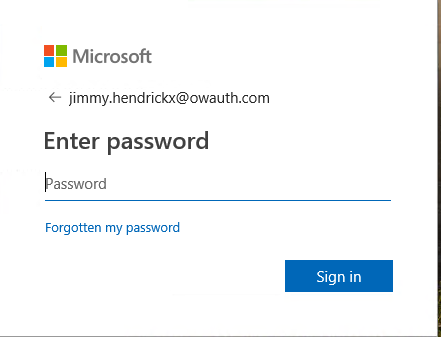 Microsoft
jimmy.hendrickx@owauth.com
Enter password
Password
Forgotten my password
Sign in